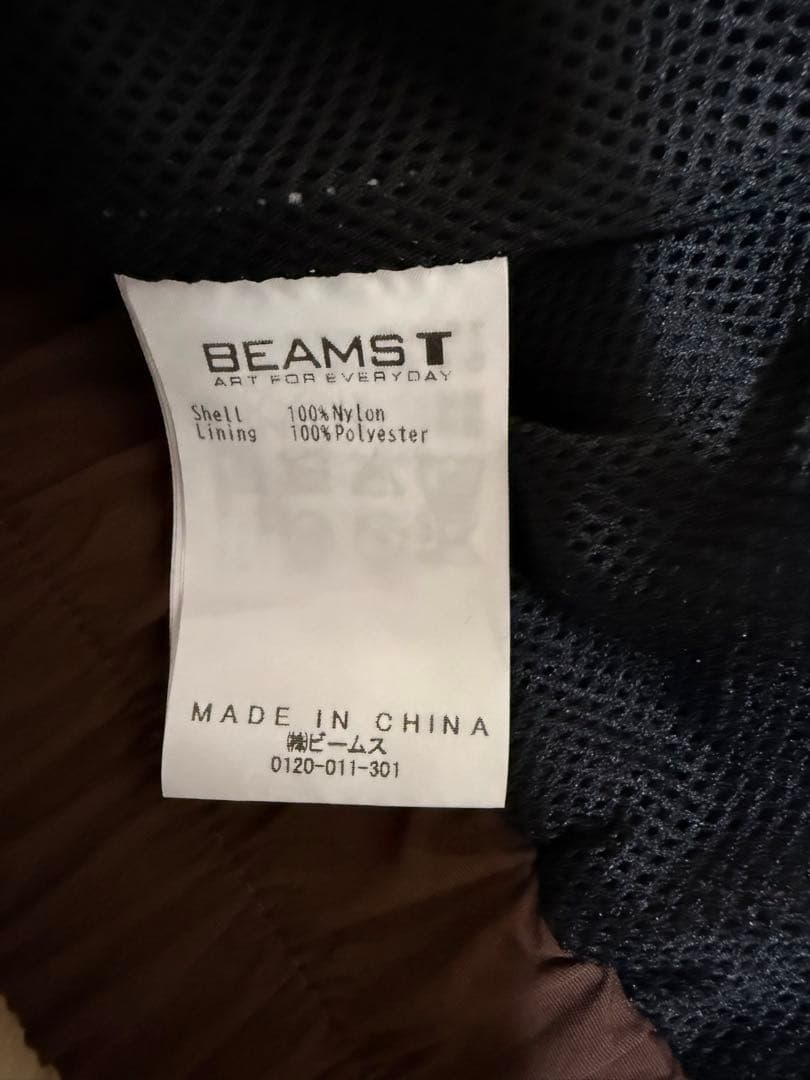 BEAMS T
ART FOR EVERYDAY
Shell 100%Nylon
Lining 100%Polyester
MADE IN CHINA
㈱ビームス
0120-011-301